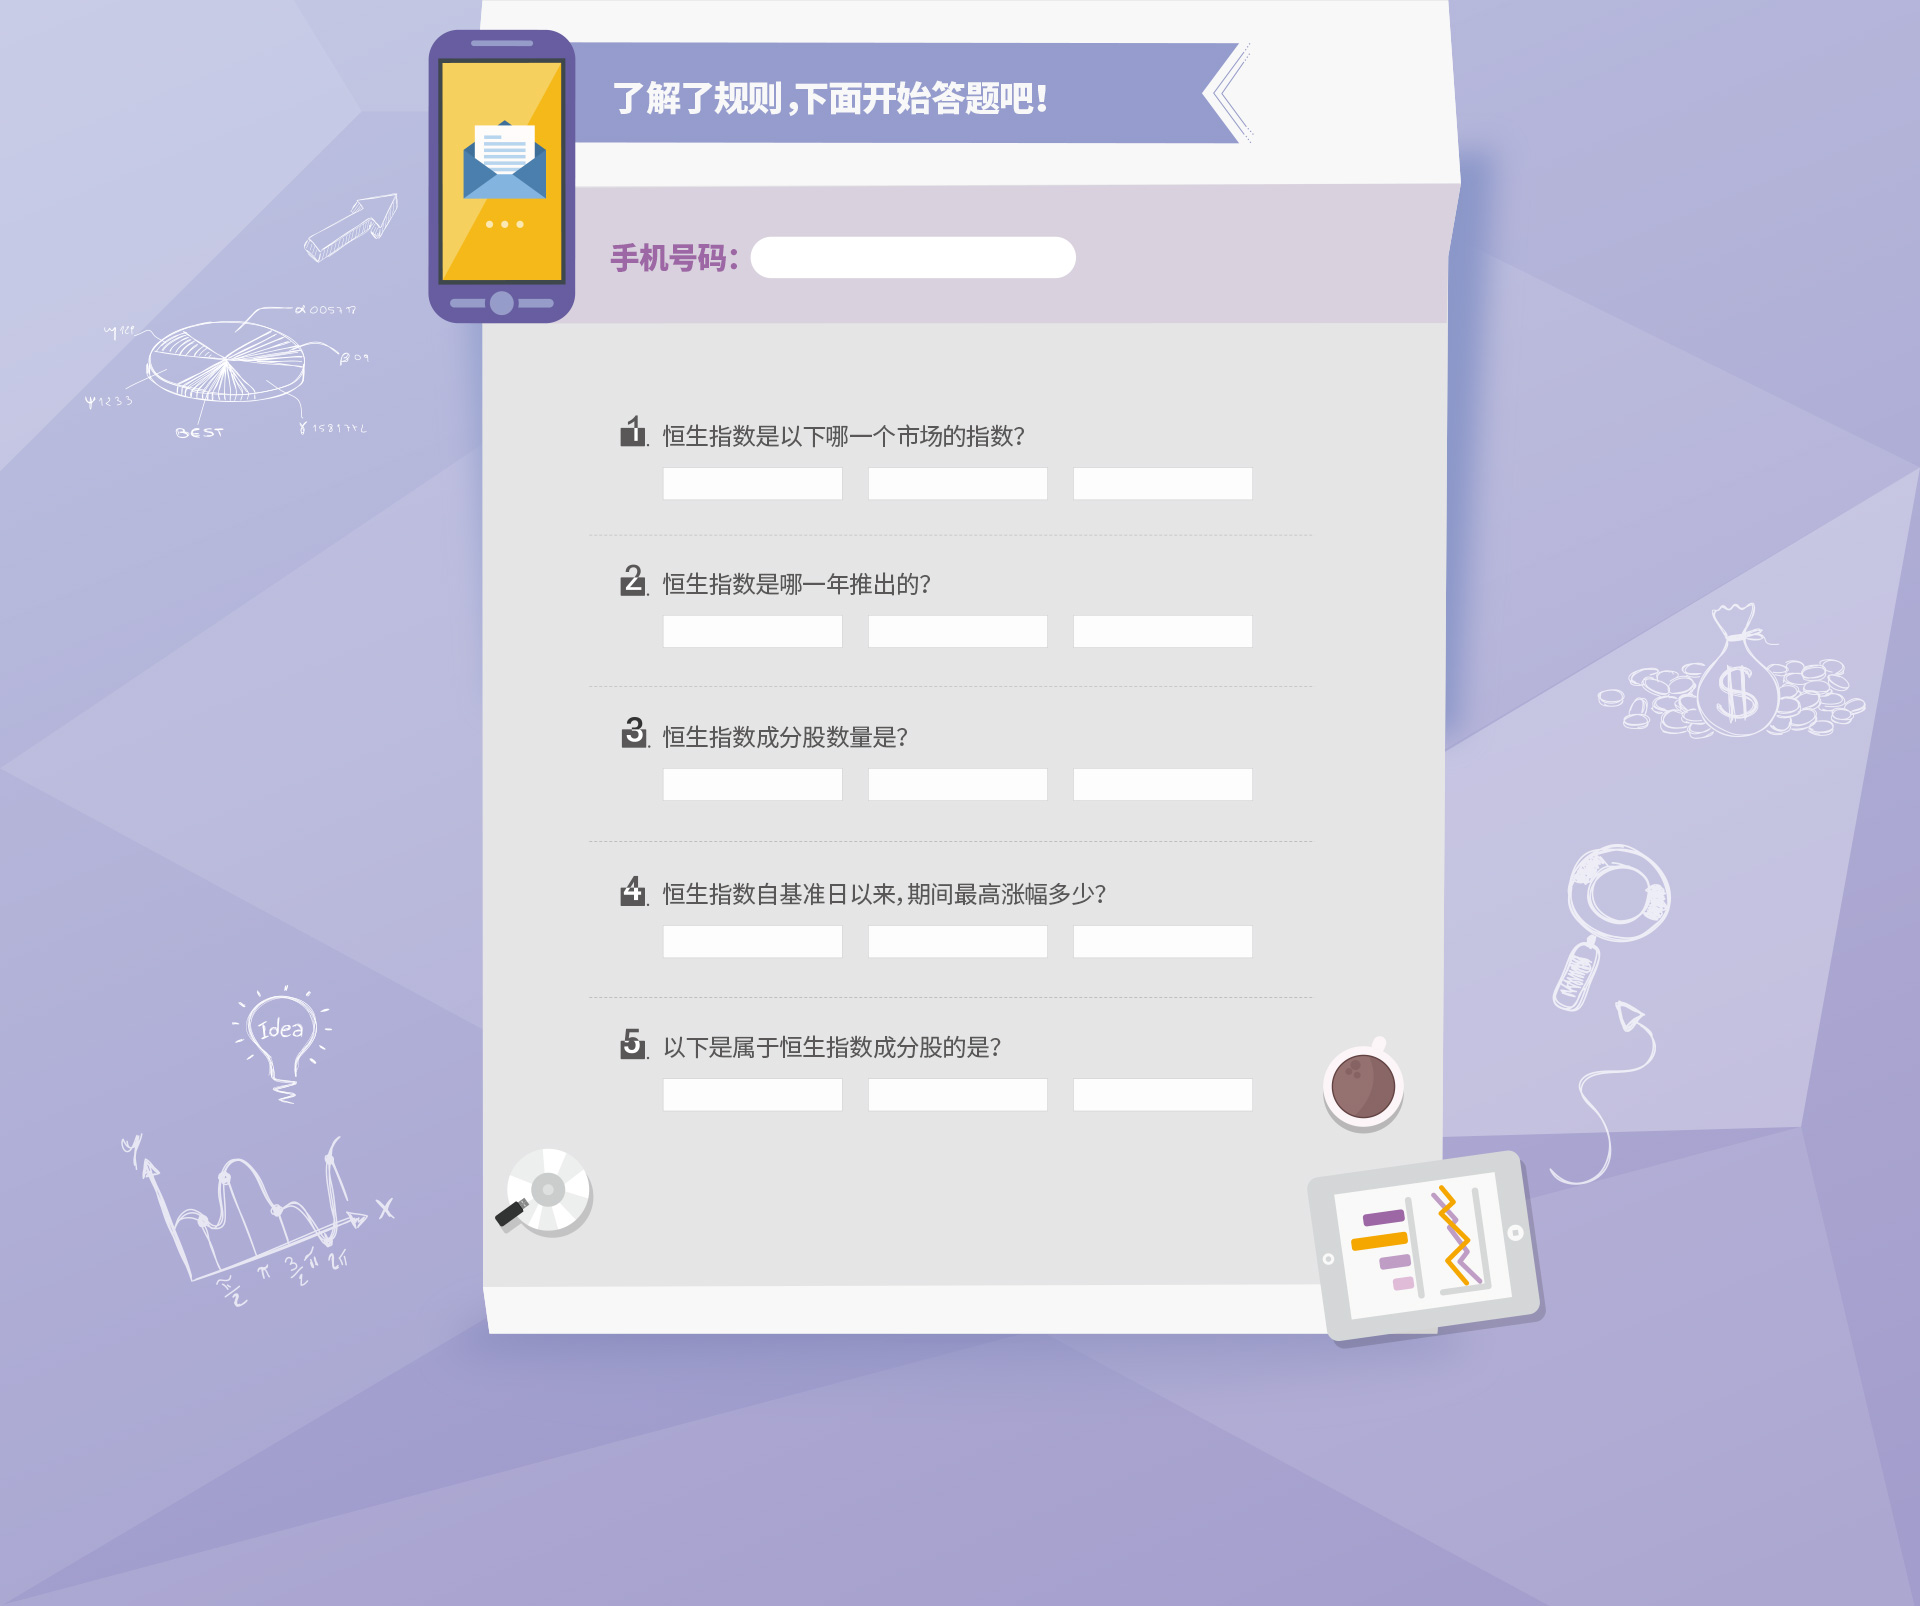 了解了规则,下面开始答题吧!
手机号码:
1. 恒生指数是以下哪一个市场的指数?
2. 恒生指数是哪一年推出的?
3. 恒生指数成分股数量是?
4. 恒生指数自基准日以来,期间最高涨幅多少?
5. 以下是属于恒生指数成分股的是?
β 09
Ψ 1233
BEST
$
Idea
y
x
π